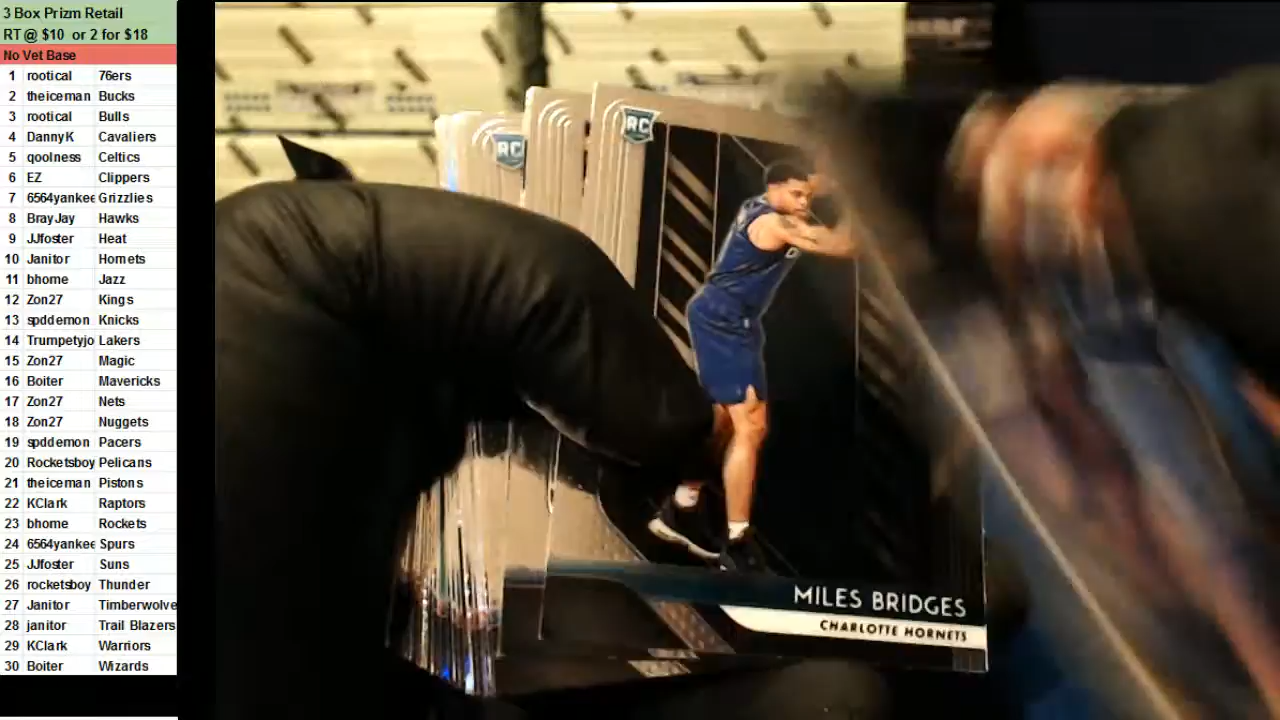 3 Box Prizm Retail
RT @ $10 or 2 for $18
No Vet Base
1 rootical 76ers
2 theiceman Bucks
3 rootical Bulls
4 DannyK Cavaliers
5 qoolness Celtics
6 EZ Clippers
7 6564yankee Grizzlies
8 BrayJay Hawks
9 JJfoster Heat
10 Janitor Hornets
11 bhome Jazz
12 Zon27 Kings
13 spddemon Knicks
14 Trumpetyjo Lakers
15 Zon27 Magic
16 Boiter Mavericks
17 Zon27 Nets
18 Zon27 Nuggets
19 spddemon Pacers
20 Rocketsboy Pelicans
21 theiceman Pistons
22 KClark Raptors
23 bhome Rockets
24 6564yankee Spurs
25 JJfoster Suns
26 rocketsboy Thunder
27 Janitor Timberwolve
28 janitor Trail Blazers
29 KClark Warriors
30 Boiter Wizards
RC
RC
MILES BRIDGES
CHARLOTTE HORNETS